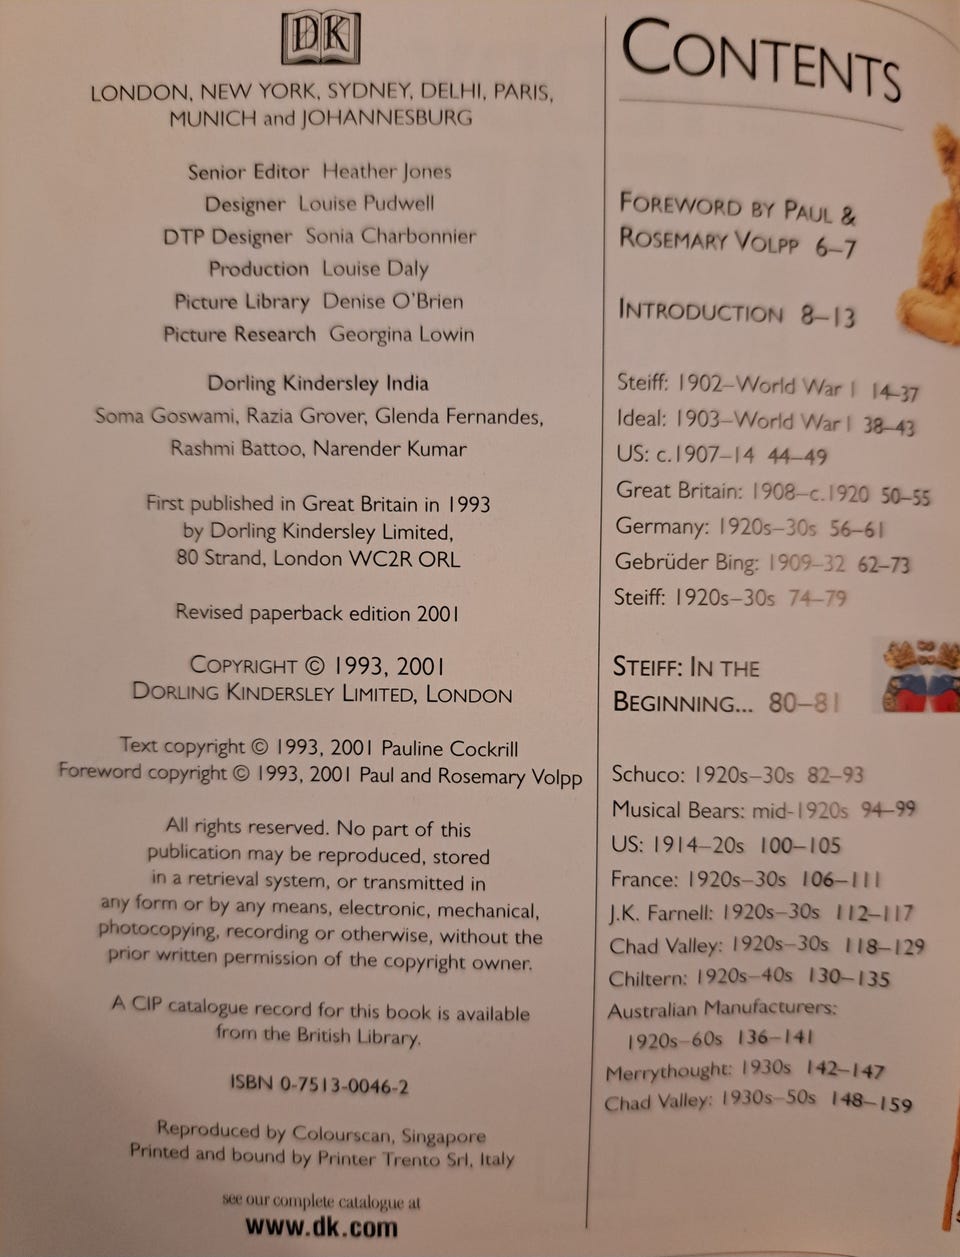 DK
LONDON, NEW YORK, SYDNEY, DELHI, PARIS,
MUNICH and JOHANNESBURG
Senior Editor Heather Jones
Designer Louise Pudwell
DTP Designer Sonia Charbonnier
Production Louise Daly
Picture Library Denise O'Brien
Picture Research Georgina Lowin
Dorling Kindersley India
Soma Goswami, Razia Grover, Glenda Fernandes,
Rashmi Battoo, Narender Kumar
First published in Great Britain in 1993
by Dorling Kindersley Limited,
80 Strand, London WC2R ORL
Revised paperback edition 2001
COPYRIGHT © 1993, 2001
DORLING KINDERSLEY LIMITED, LONDON
Text copyright © 1993, 2001 Pauline Cockrill
Foreword copyright © 1993, 2001 Paul and Rosemary Volpp
All rights reserved. No part of this
publication may be reproduced, stored
in a retrieval system, or transmitted in
any form or by any means, electronic, mechanical,
photocopying, recording or otherwise, without the
prior written permission of the copyright owner.
A CIP catalogue record for this book is available
from the British Library.
ISBN 0-7513-0046-2
Reproduced by Colourscan, Singapore
Printed and bound by Printer Trento Srl, Italy
see our complete catalogue at
www.dk.com
CONTENTS
FOREWORD BY PAUL &
ROSEMARY VOLPP 6–7
INTRODUCTION 8–13
Steiff: 1902–World War I 14–37
Ideal: 1903–World War I 38–43
US: c.1907–14 44–49
Great Britain: 1908–c.1920 50–55
Germany: 1920s–30s 56–61
Gebrüder Bing: 1909–32 62–73
Steiff: 1920s–30s 74–79
STEIFF: IN THE
BEGINNING... 80–81
Schuco: 1920s–30s 82–93
Musical Bears: mid-1920s 94–99
US: 1914–20s 100–105
France: 1920s–30s 106–111
J.K. Farnell: 1920s–30s 112–117
Chad Valley: 1920s–30s 118–129
Chiltern: 1920s–40s 130–135
Australian Manufacturers:
1920s–60s 136–141
Merrythought: 1930s 142–147
Chad Valley: 1930s–50s 148–159